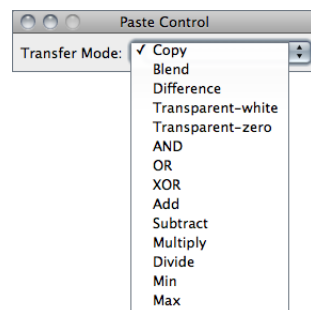 Paste Control
Transfer Mode: ✓ Copy
Blend
Difference
Transparent-white
Transparent-zero
AND
OR
XOR
Add
Subtract
Multiply
Divide
Min
Max